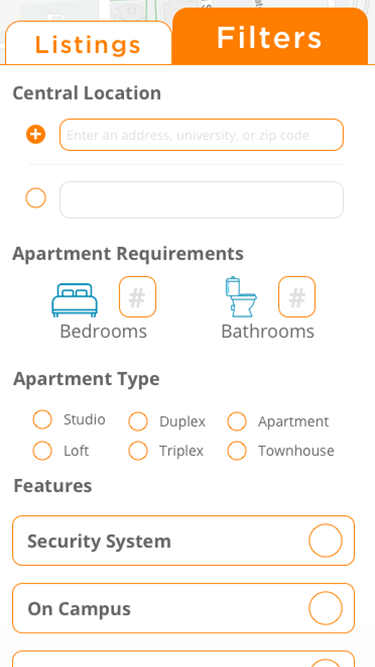 Listings
Filters
Central Location
Enter an address, university, or zip code
Apartment Requirements
#
#
Bedrooms
Bathrooms
Apartment Type
Studio
Duplex
Apartment
Loft
Triplex
Townhouse
Features
Security System
On Campus